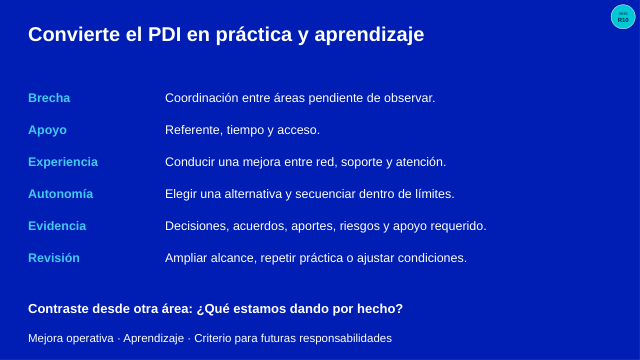 Convierte el PDI en práctica y aprendizaje
R10
Brecha Coordinación entre áreas pendiente de observar.
Apoyo Referente, tiempo y acceso.
Experiencia Conducir una mejora entre red, soporte y atención.
Autonomía Elegir una alternativa y secuenciar dentro de límites.
Evidencia Decisiones, acuerdos, aportes, riesgos y apoyo requerido.
Revisión Ampliar alcance, repetir práctica o ajustar condiciones.
Contraste desde otra área: ¿Qué estamos dando por hecho?
Mejora operativa · Aprendizaje · Criterio para futuras responsabilidades